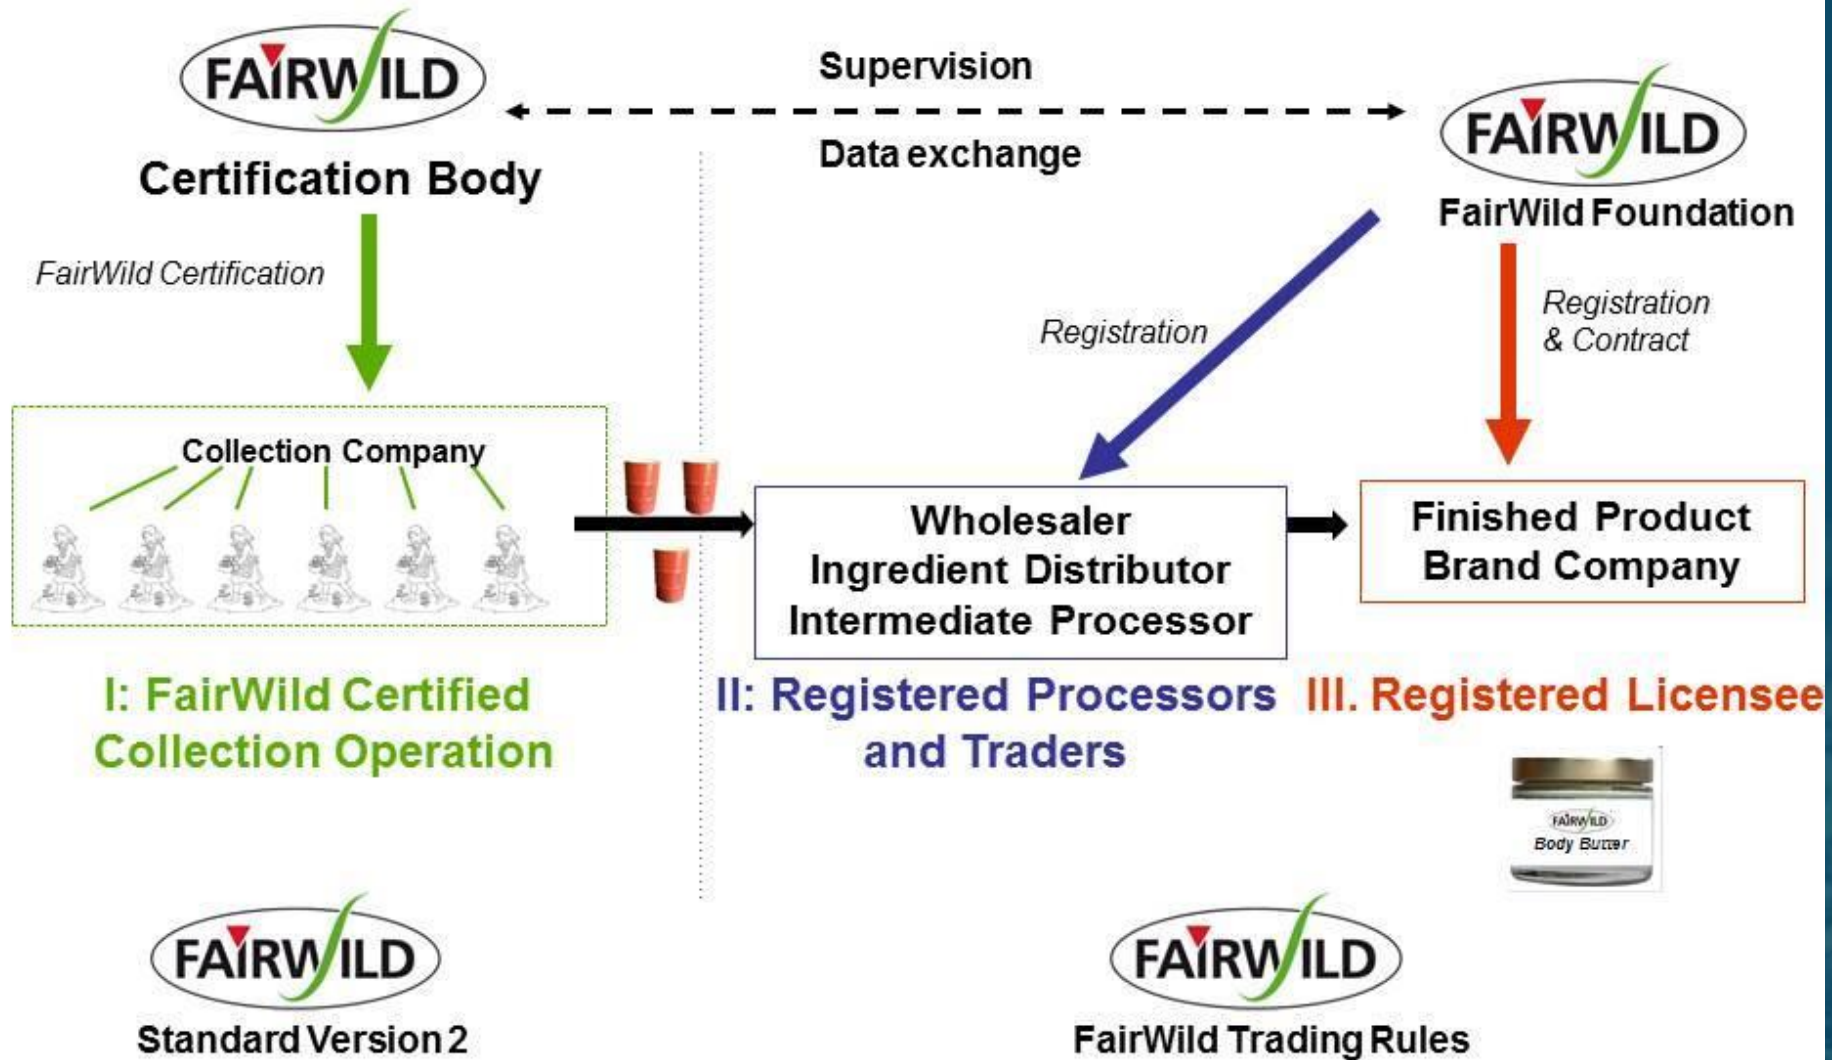 FAIRWILD
Supervision
FAIRWILD
Data exchange
Certification Body
FairWild Foundation
FairWild Certification
Registration
Registration
& Contract
Collection Company
Wholesaler
Ingredient Distributor
Intermediate Processor
Finished Product
Brand Company
I: FairWild Certified
Collection Operation
II: Registered Processors
and Traders
III. Registered Licensee
FAIRWILD
Body Butter
FAIRWILD
Standard Version 2
FAIRWILD
FairWild Trading Rules